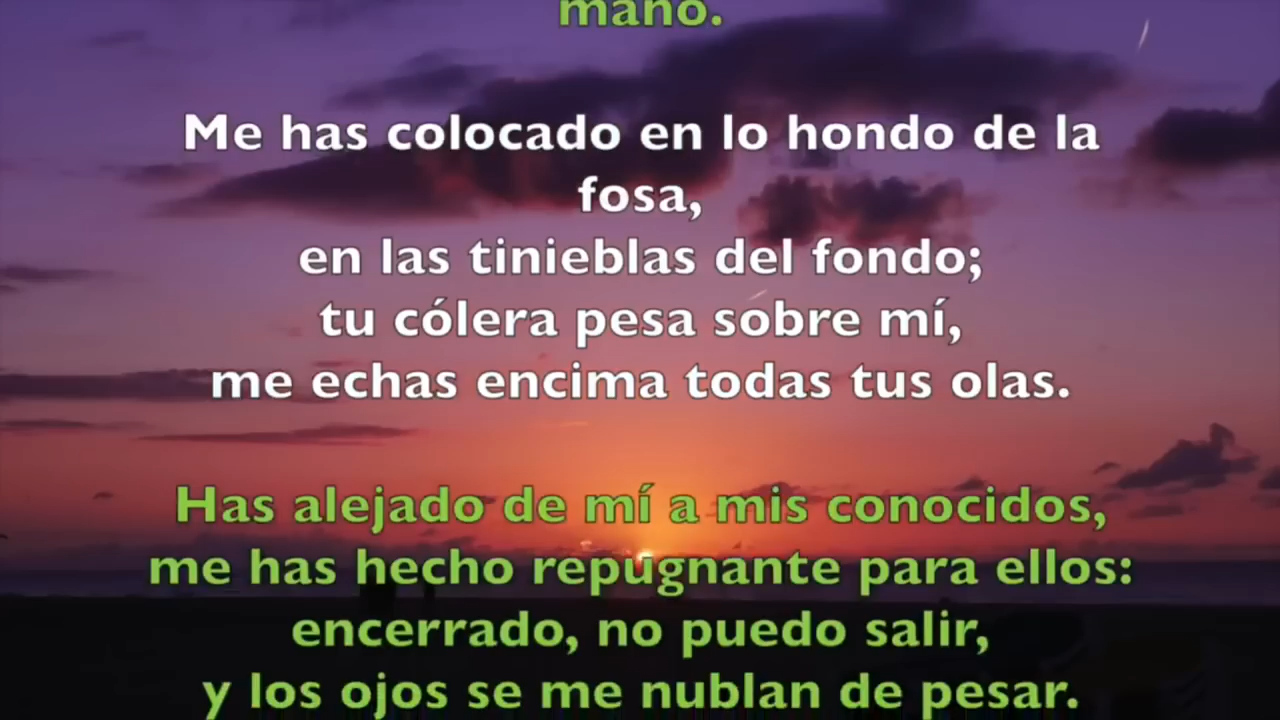 mano.
Me has colocado en lo hondo de la
fosa,
en las tinieblas del fondo;
tu cólera pesa sobre mí,
me echas encima todas tus olas.
Has alejado de mí a mis conocidos,
me has hecho repugnante para ellos:
encerrado, no puedo salir,
y los ojos se me nublan de pesar.